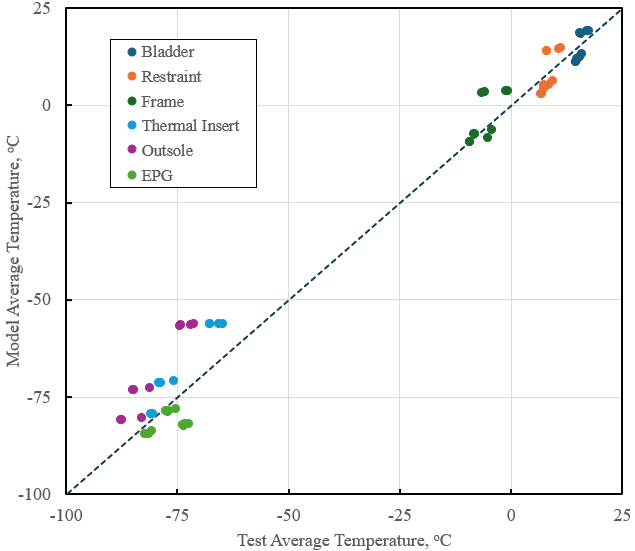 25
0
-25
-50
-75
-100
Model Average Temperature, °C
Bladder
Restraint
Frame
Thermal Insert
Outsole
EPG
-100 -75 -50 -25 0 25
Test Average Temperature, °C